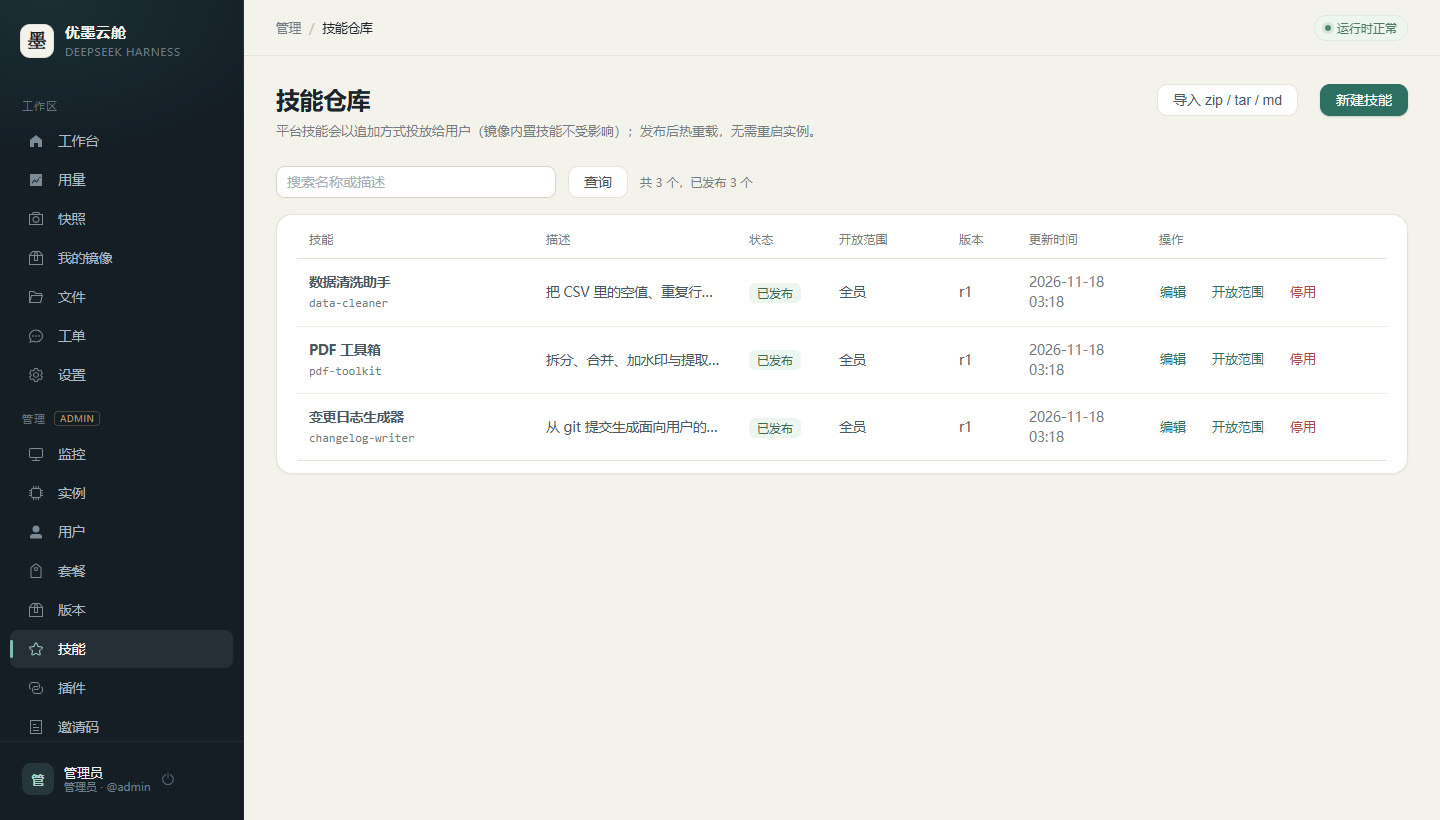 墨
优墨云舱
DEEPSEEK HARNESS
工作区
工作台
用量
快照
我的镜像
文件
工单
设置
管理 ADMIN
监控
实例
用户
套餐
版本
技能
插件
邀请码
管
管理员
管理员 · @admin
管理 / 技能仓库
运行时正常
技能仓库
平台技能会以追加方式投放给用户（镜像内置技能不受影响）；发布后热重载，无需重启实例。
导入 zip / tar / md
新建技能
搜索名称或描述
查询
共 3 个，已发布 3 个
技能 描述 状态 开放范围 版本 更新时间 操作
数据清洗助手
data-cleaner
把 CSV 里的空值、重复行...
已发布
全员
r1
2026-11-18
03:18
编辑 开放范围 停用
PDF 工具箱
pdf-toolkit
拆分、合并、加水印与提取...
已发布
全员
r1
2026-11-18
03:18
编辑 开放范围 停用
变更日志生成器
changelog-writer
从 git 提交生成面向用户的...
已发布
全员
r1
2026-11-18
03:18
编辑 开放范围 停用